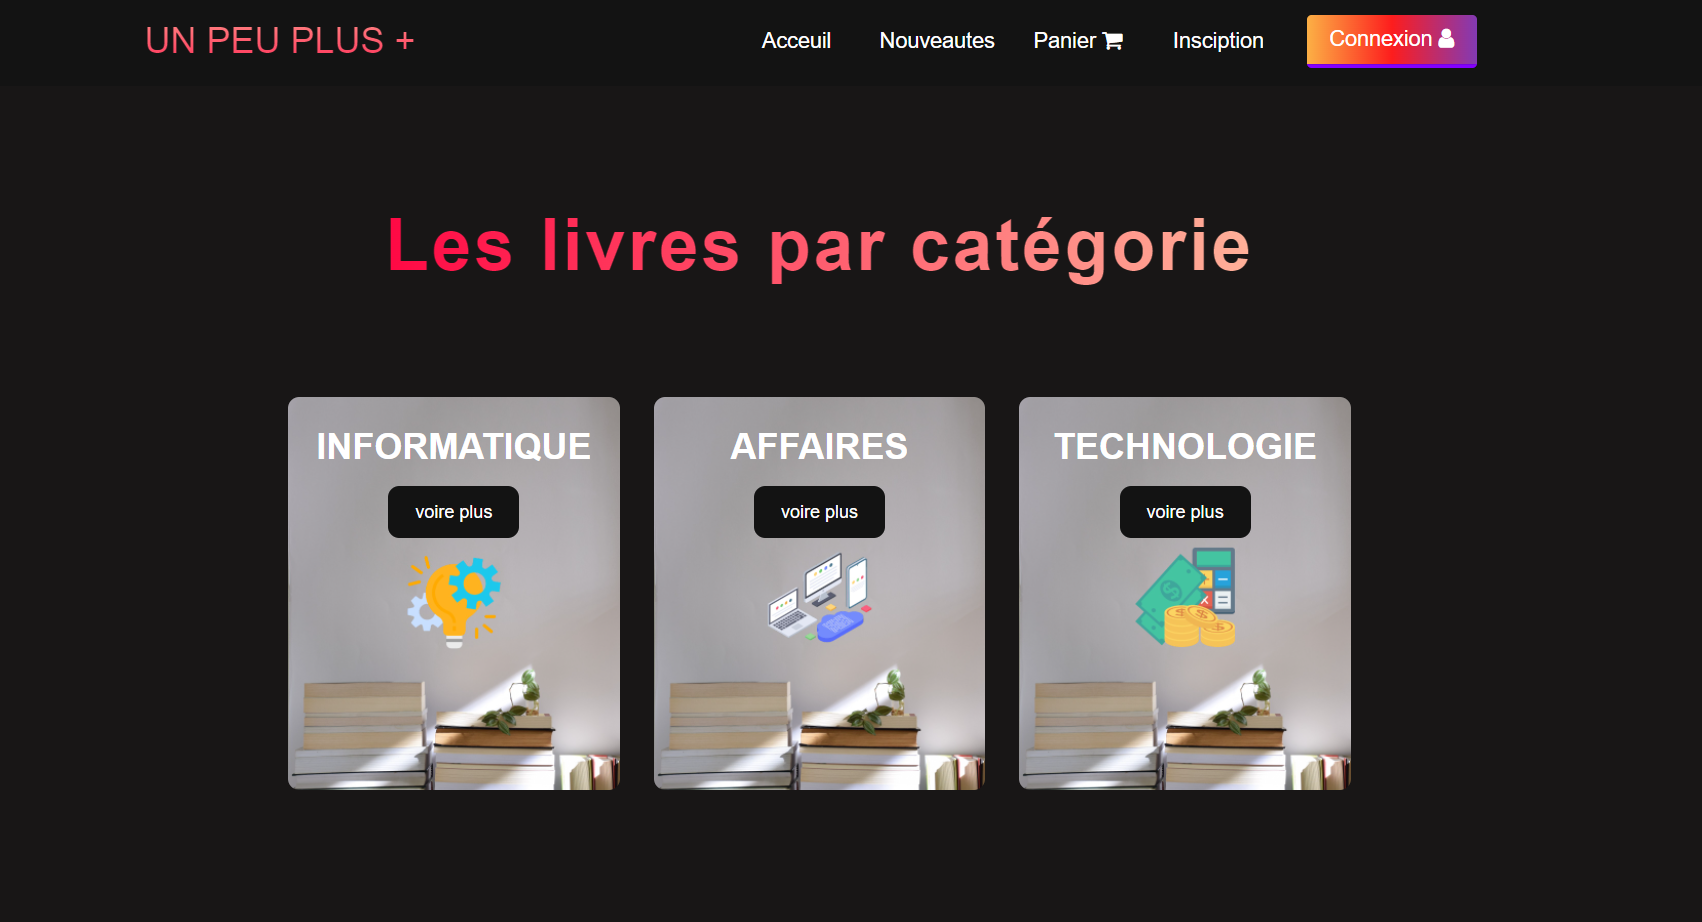 UN PEU PLUS +
Acceuil Nouveautes Panier Insciption Connexion
Les livres par catégorie
INFORMATIQUE AFFAIRES TECHNOLOGIE
voire plus voire plus voire plus